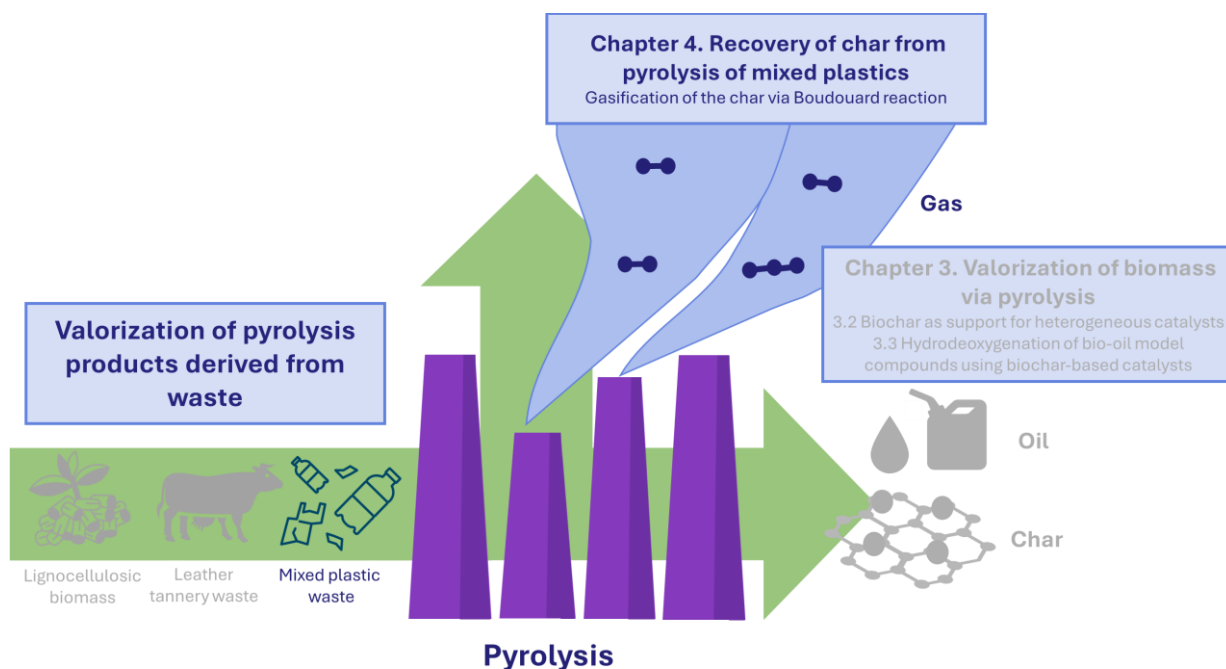 Chapter 4. Recovery of char from
pyrolysis of mixed plastics
Gasification of the char via Boudouard reaction
Gas
Chapter 3. Valorization of biomass
via pyrolysis
3.2 Biochar as support for heterogeneous catalysts
3.3 Hydrodeoxygenation of bio-oil model
compounds using biochar-based catalysts
Valorization of pyrolysis
products derived from
waste
Oil
Char
Lignocellulosic
biomass
Leather
tannery waste
Mixed plastic
waste
Pyrolysis